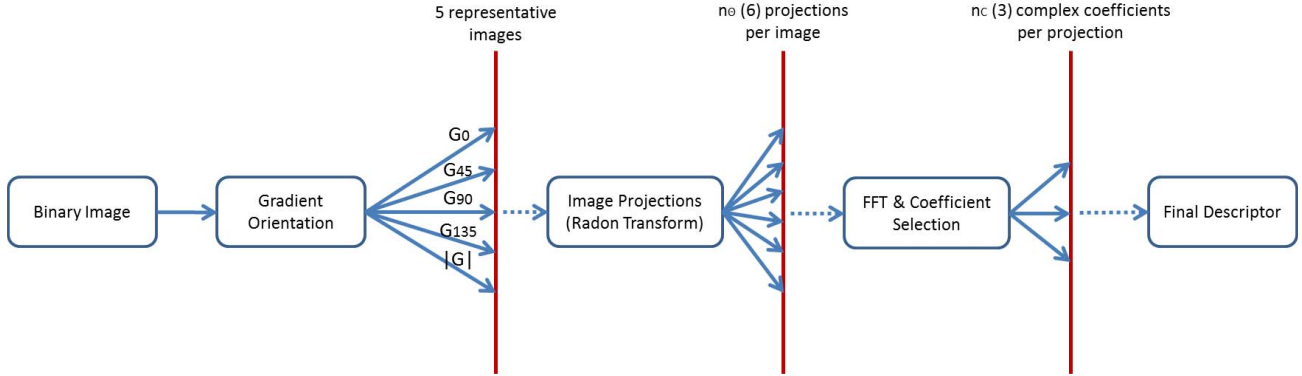 5 representative
images
nΘ (6) projections
per image
nC (3) complex coefficients
per projection
G0
G45
G90
G135
|G|
Binary Image
Gradient
Orientation
Image Projections
(Radon Transform)
FFT & Coefficient
Selection
Final Descriptor